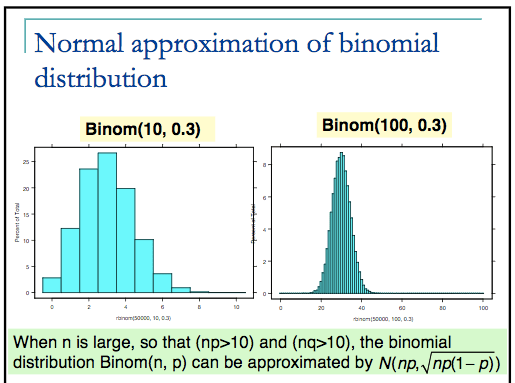 Normal approximation of binomial
distribution
Binom(10, 0.3)
Binom(100, 0.3)
Percent of Total
25
20
15
10
5
0
0 2 4 6 8 10
rbinom(50000, 10, 0.3)
Percent of Total
8
6
4
2
0
0 20 40 60 80 100
rbinom(50000, 100, 0.3)
When n is large, so that (np>10) and (nq>10), the binomial
distribution Binom(n, p) can be approximated by N(np, √np(1−p))